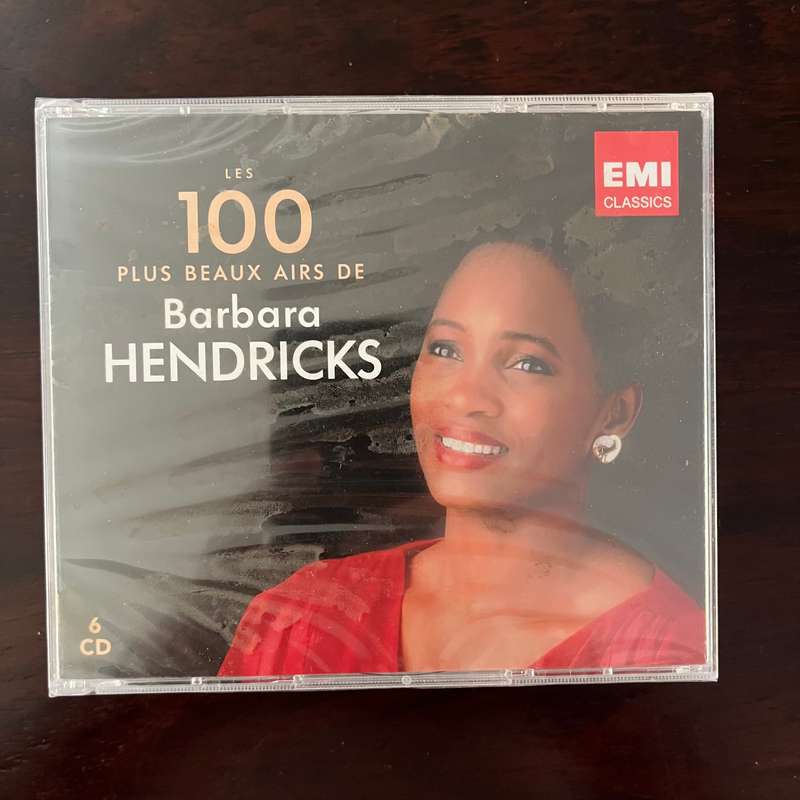 LES
100
PLUS BEAUX AIRS DE
Barbara
HENDRICKS
EMI
CLASSICS
6
CD